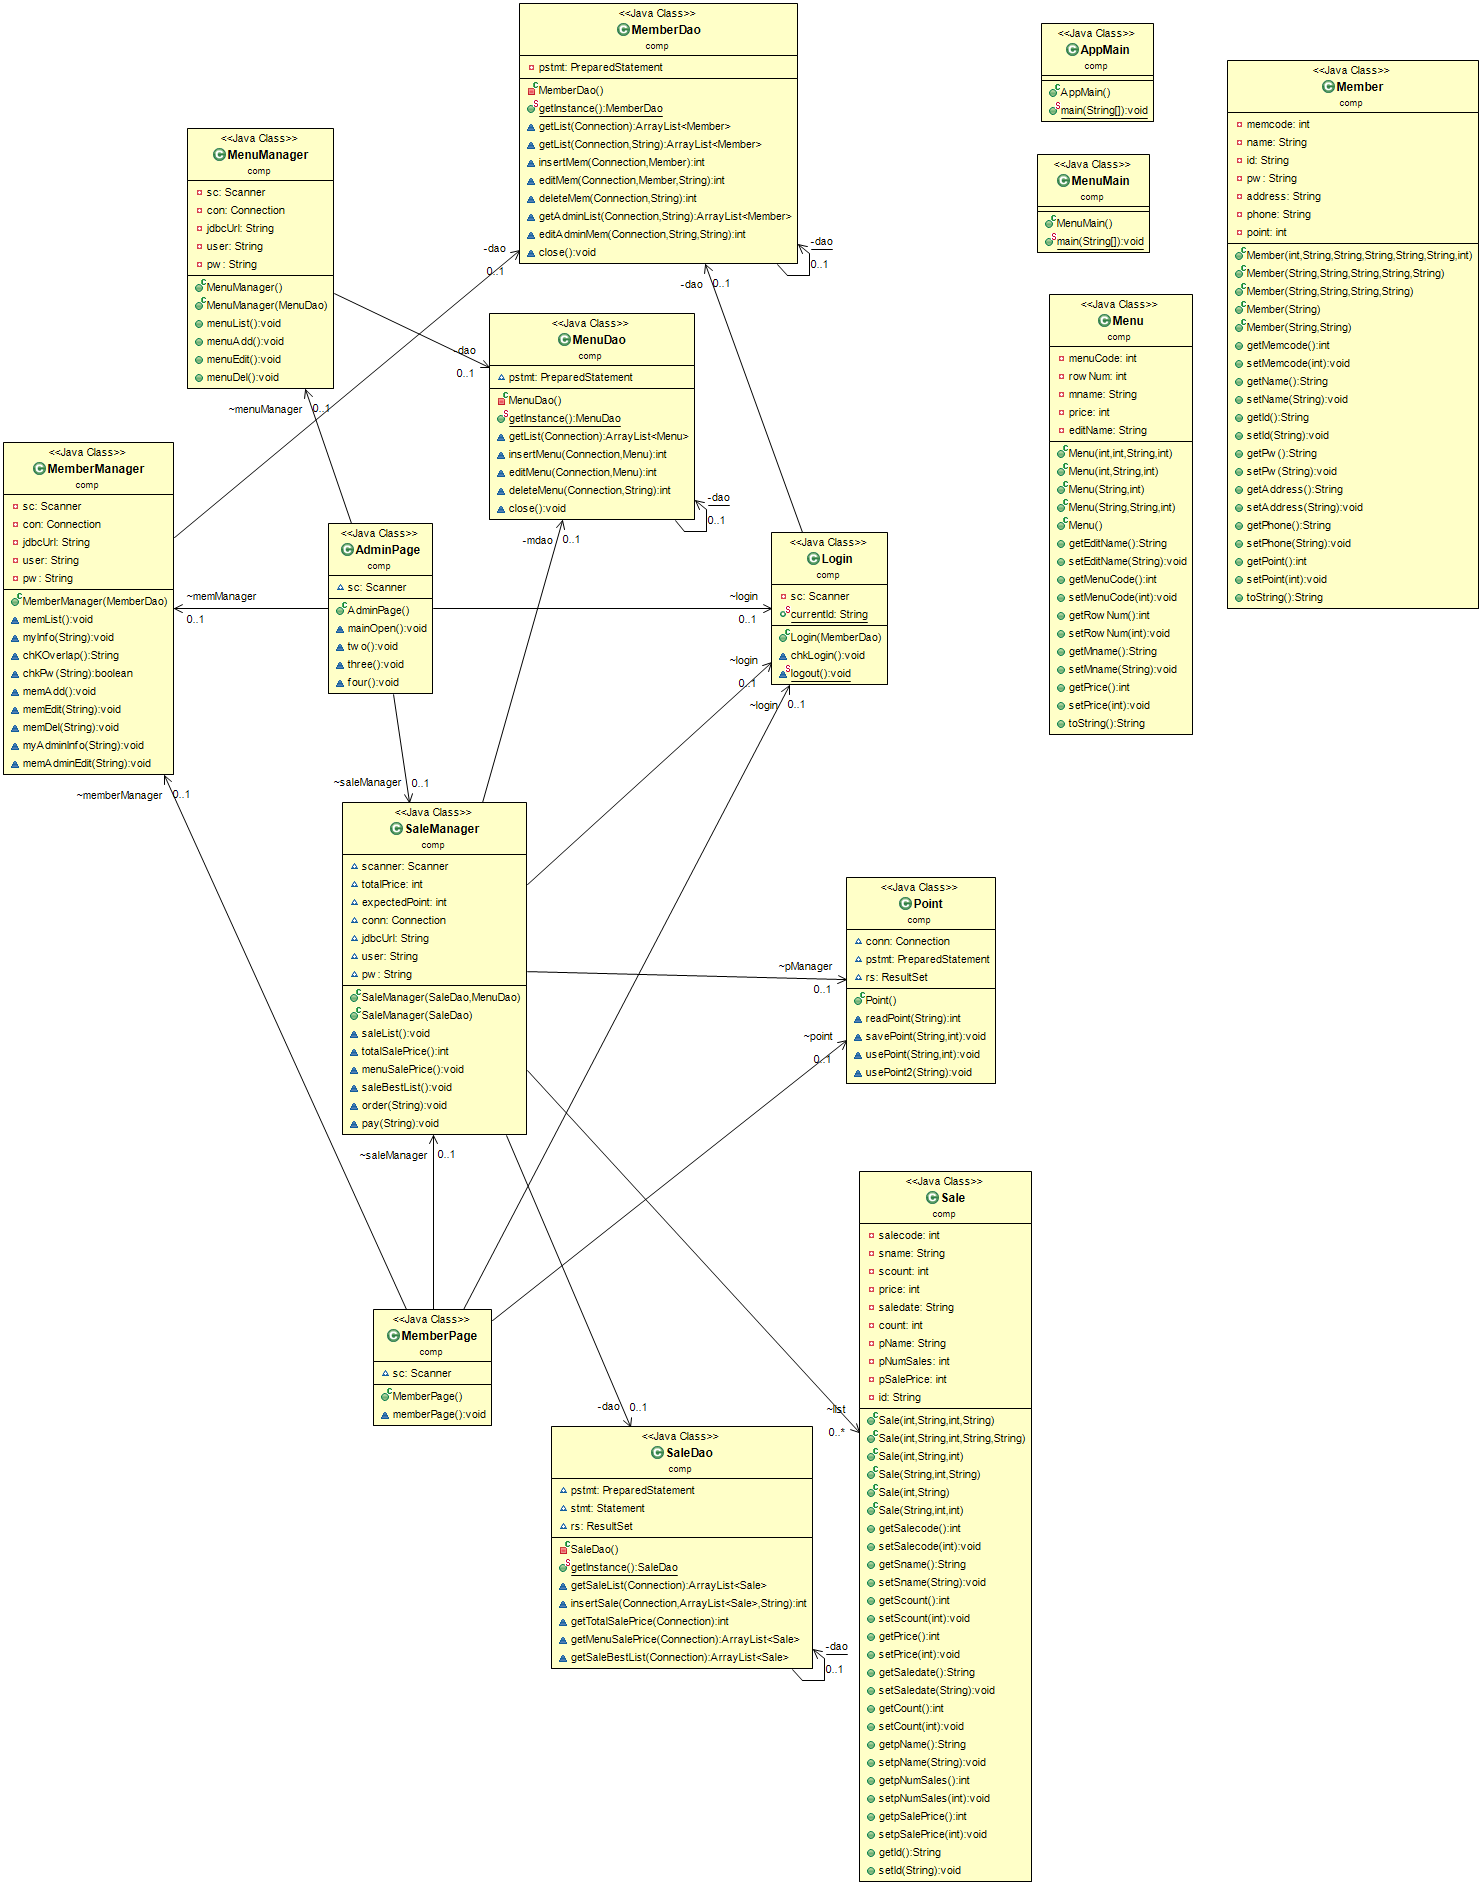 <<Java Class>>
MemberDao
comp
pstmt: PreparedStatement
MemberDao()
getInstance():MemberDao
getList(Connection):ArrayList<Member>
getList(Connection,String):ArrayList<Member>
insertMem(Connection,Member):int
editMem(Connection,Member,String):int
deleteMem(Connection,String):int
getAdminList(Connection,String):ArrayList<Member>
editAdminMem(Connection,String,String):int
close():void
-dao
0..1
-dao
0..1
-dao
0..1
<<Java Class>>
AppMain
comp
AppMain()
main(String[]):void
<<Java Class>>
MenuMain
comp
MenuMain()
main(String[]):void
<<Java Class>>
Member
comp
memcode: int
name: String
id: String
pw: String
address: String
phone: String
point: int
Member(int,String,String,String,String,String,int)
Member(String,String,String,String,String)
Member(String,String,String,String)
Member(String)
Member(String,String)
getMemcode():int
setMemcode(int):void
getName():String
setName(String):void
getId():String
setId(String):void
getPw():String
setPw(String):void
getAddress():String
setAddress(String):void
getPhone():String
setPhone(String):void
getPoint():int
setPoint(int):void
toString():String
<<Java Class>>
MenuManager
comp
sc: Scanner
con: Connection
jdbcUrl: String
user: String
pw: String
MenuManager()
MenuManager(MenuDao)
menuList():void
menuAdd():void
menuEdit():void
menuDel():void
~menuManager
0..1
<<Java Class>>
MenuDao
comp
pstmt: PreparedStatement
MenuDao()
getInstance():MenuDao
getList(Connection):ArrayList<Menu>
insertMenu(Connection,Menu):int
editMenu(Connection,Menu):int
deleteMenu(Connection,String):int
close():void
-dao
0..1
-dao
0..1
-mdao
0..1
<<Java Class>>
Menu
comp
menuCode: int
rowNum: int
mname: String
price: int
editName: String
Menu(int,int,String,int)
Menu(int,String,int)
Menu(String,int)
Menu(String,String,int)
Menu()
getEditName():String
setEditName(String):void
getMenuCode():int
setMenuCode(int):void
getRowNum():int
setRowNum(int):void
getMname():String
setMname(String):void
getPrice():int
setPrice(int):void
toString():String
<<Java Class>>
MemberManager
comp
sc: Scanner
con: Connection
jdbcUrl: String
user: String
pw: String
MemberManager(MemberDao)
memList():void
myInfo(String):void
chKOverlap():String
chkPw(String):boolean
memAdd():void
memEdit(String):void
memDel(String):void
myAdminInfo(String):void
memAdminEdit(String):void
~memManager
0..1
~memberManager
0..1
<<Java Class>>
AdminPage
comp
sc: Scanner
AdminPage()
mainOpen():void
two():void
three():void
four():void
<<Java Class>>
Login
comp
sc: Scanner
currentId: String
Login(MemberDao)
chkLogin():void
logout():void
~login
0..1
~login
0..1
~login
0..1
~saleManager
0..1
<<Java Class>>
SaleManager
comp
scanner: Scanner
totalPrice: int
expectedPoint: int
conn: Connection
jdbcUrl: String
user: String
pw: String
SaleManager(SaleDao,MenuDao)
SaleManager(SaleDao)
saleList():void
totalSalePrice():int
menuSalePrice():void
saleBestList():void
order(String):void
pay(String):void
~saleManager
0..1
<<Java Class>>
Point
comp
conn: Connection
pstmt: PreparedStatement
rs: ResultSet
Point()
readPoint(String):int
savePoint(String,int):void
usePoint(String,int):void
usePoint2(String):void
~pManager
0..1
~point
0..1
<<Java Class>>
MemberPage
comp
sc: Scanner
MemberPage()
memberPage():void
-dao
0..1
<<Java Class>>
SaleDao
comp
pstmt: PreparedStatement
stmt: Statement
rs: ResultSet
SaleDao()
getInstance():SaleDao
getSaleList(Connection):ArrayList<Sale>
insertSale(Connection,ArrayList<Sale>,String):int
getTotalSalePrice(Connection):int
getMenuSalePrice(Connection):ArrayList<Sale>
getSaleBestList(Connection):ArrayList<Sale>
-dao
0..1
~list
0..*
<<Java Class>>
Sale
comp
salecode: int
sname: String
scount: int
price: int
saledate: String
count: int
pName: String
pNumSales: int
pSalePrice: int
id: String
Sale(int,String,int,String)
Sale(int,String,int,String,String)
Sale(int,String,int)
Sale(String,int,String)
Sale(int,String)
Sale(String,int,int)
getSalecode():int
setSalecode(int):void
getSname():String
setSname(String):void
getScount():int
setScount(int):void
getPrice():int
setPrice(int):void
getSaledate():String
setSaledate(String):void
getCount():int
setCount(int):void
getpName():String
setpName(String):void
getpNumSales():int
setpNumSales(int):void
getpSalePrice():int
setpSalePrice(int):void
getId():String
setId(String):void